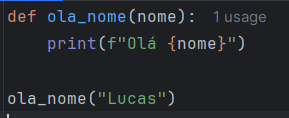 def ola_nome(nome): 1 usage
    print(f"Olá {nome}")
ola_nome("Lucas")